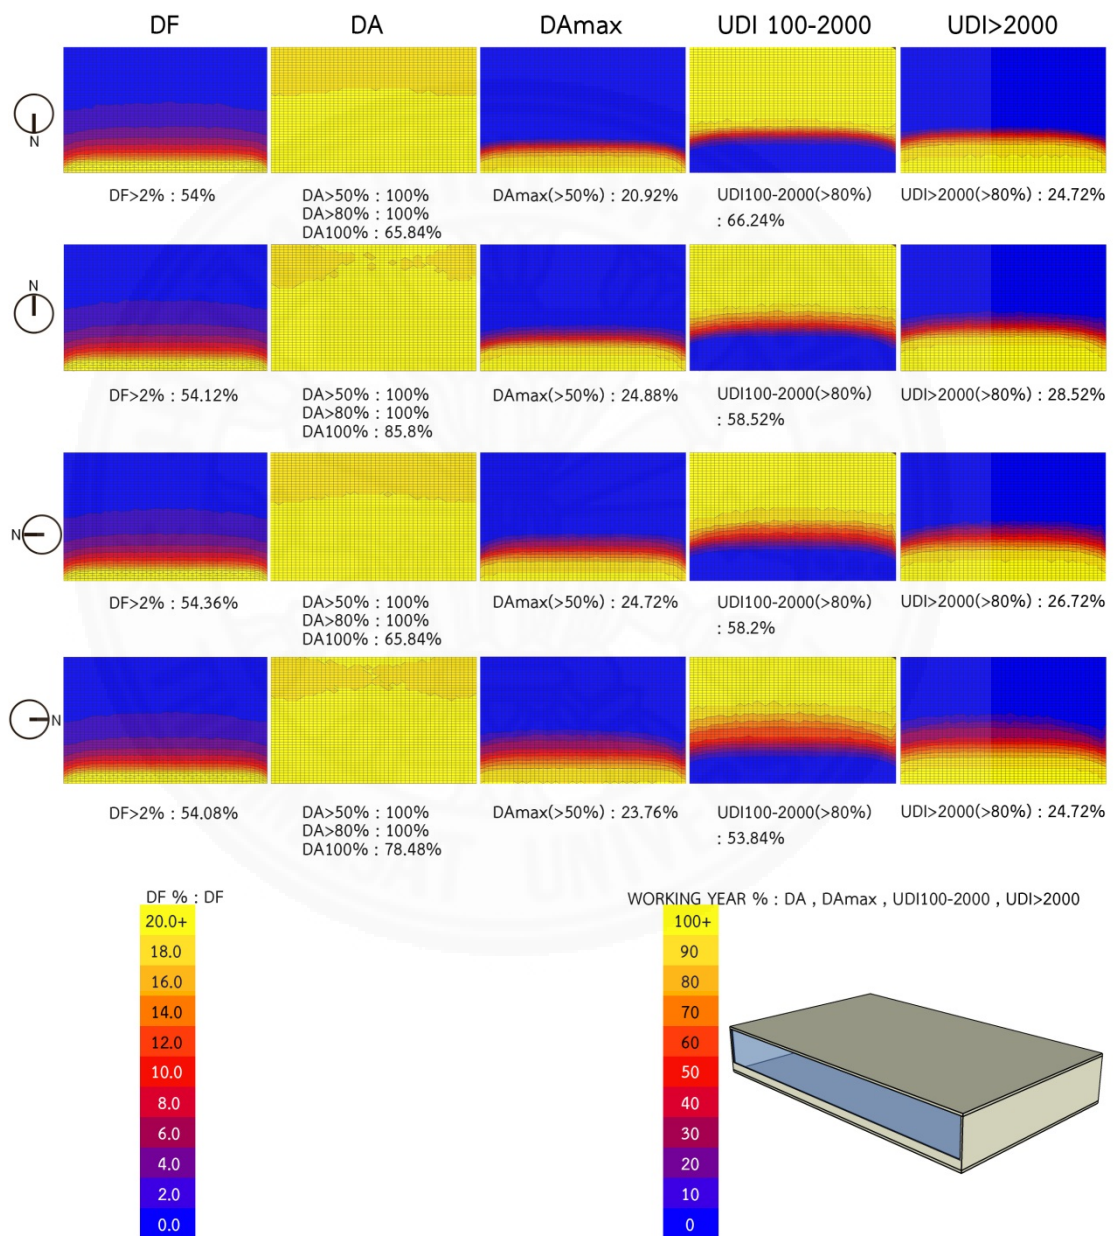 DF DA DAmax UDI 100-2000 UDI>2000
N
DF>2% : 54% DA>50% : 100% DAmax(>50%) : 20.92% UDI100-2000(>80%) UDI>2000(>80%) : 24.72%
DA>80% : 100% : 66.24%
DA100% : 65.84%
N
DF>2% : 54.12% DA>50% : 100% DAmax(>50%) : 24.88% UDI100-2000(>80%) UDI>2000(>80%) : 28.52%
DA>80% : 100% : 58.52%
DA100% : 85.8%
N
DF>2% : 54.36% DA>50% : 100% DAmax(>50%) : 24.72% UDI100-2000(>80%) UDI>2000(>80%) : 26.72%
DA>80% : 100% : 58.2%
DA100% : 65.84%
N
DF>2% : 54.08% DA>50% : 100% DAmax(>50%) : 23.76% UDI100-2000(>80%) UDI>2000(>80%) : 24.72%
DA>80% : 100% : 53.84%
DA100% : 78.48%
DF % : DF WORKING YEAR % : DA , DAmax , UDI100-2000 , UDI>2000
20.0+ 100+
18.0 90
16.0 80
14.0 70
12.0 60
10.0 50
8.0 40
6.0 30
4.0 20
2.0 10
0.0 0